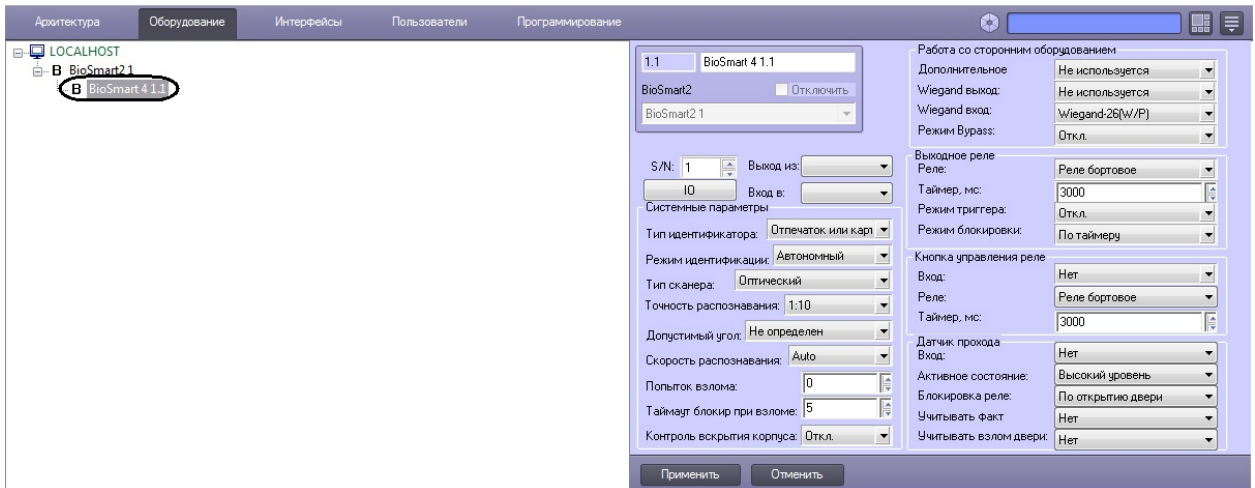 Архитектура Оборудование Интерфейсы Пользователи Программирование
LOCALHOST
B BioSmart2 1
B BioSmart 4 1.1
1.1 BioSmart 4 1.1
BioSmart2 Отключить
BioSmart2 1
S/N: 1 Выход из:
IO Вход в:
Системные параметры
Тип идентификатора: Отпечаток или карт
Режим идентификации: Автономный
Тип сканера: Оптический
Точность распознавания: 1:10
Допустимый угол: Не определен
Скорость распознавания: Auto
Попыток взлома: 0
Таймаут блокир при взломе: 5
Контроль вскрытия корпуса: Откл.
Работа со сторонним оборудованием
Дополнительное Не используется
Wiegand выход: Не используется
Wiegand вход: Wiegand-26(W/P)
Режим Bypass: Откл.
Выходное реле
Реле: Реле бортовое
Таймер, мс: 3000
Режим триггера: Откл.
Режим блокировки: По таймеру
Кнопка управления реле
Вход: Нет
Реле: Реле бортовое
Таймер, мс: 3000
Датчик прохода
Вход: Нет
Активное состояние: Высокий уровень
Блокировка реле: По открытию двери
Учитывать факт Нет
Учитывать взлом двери: Нет
Применить Отменить